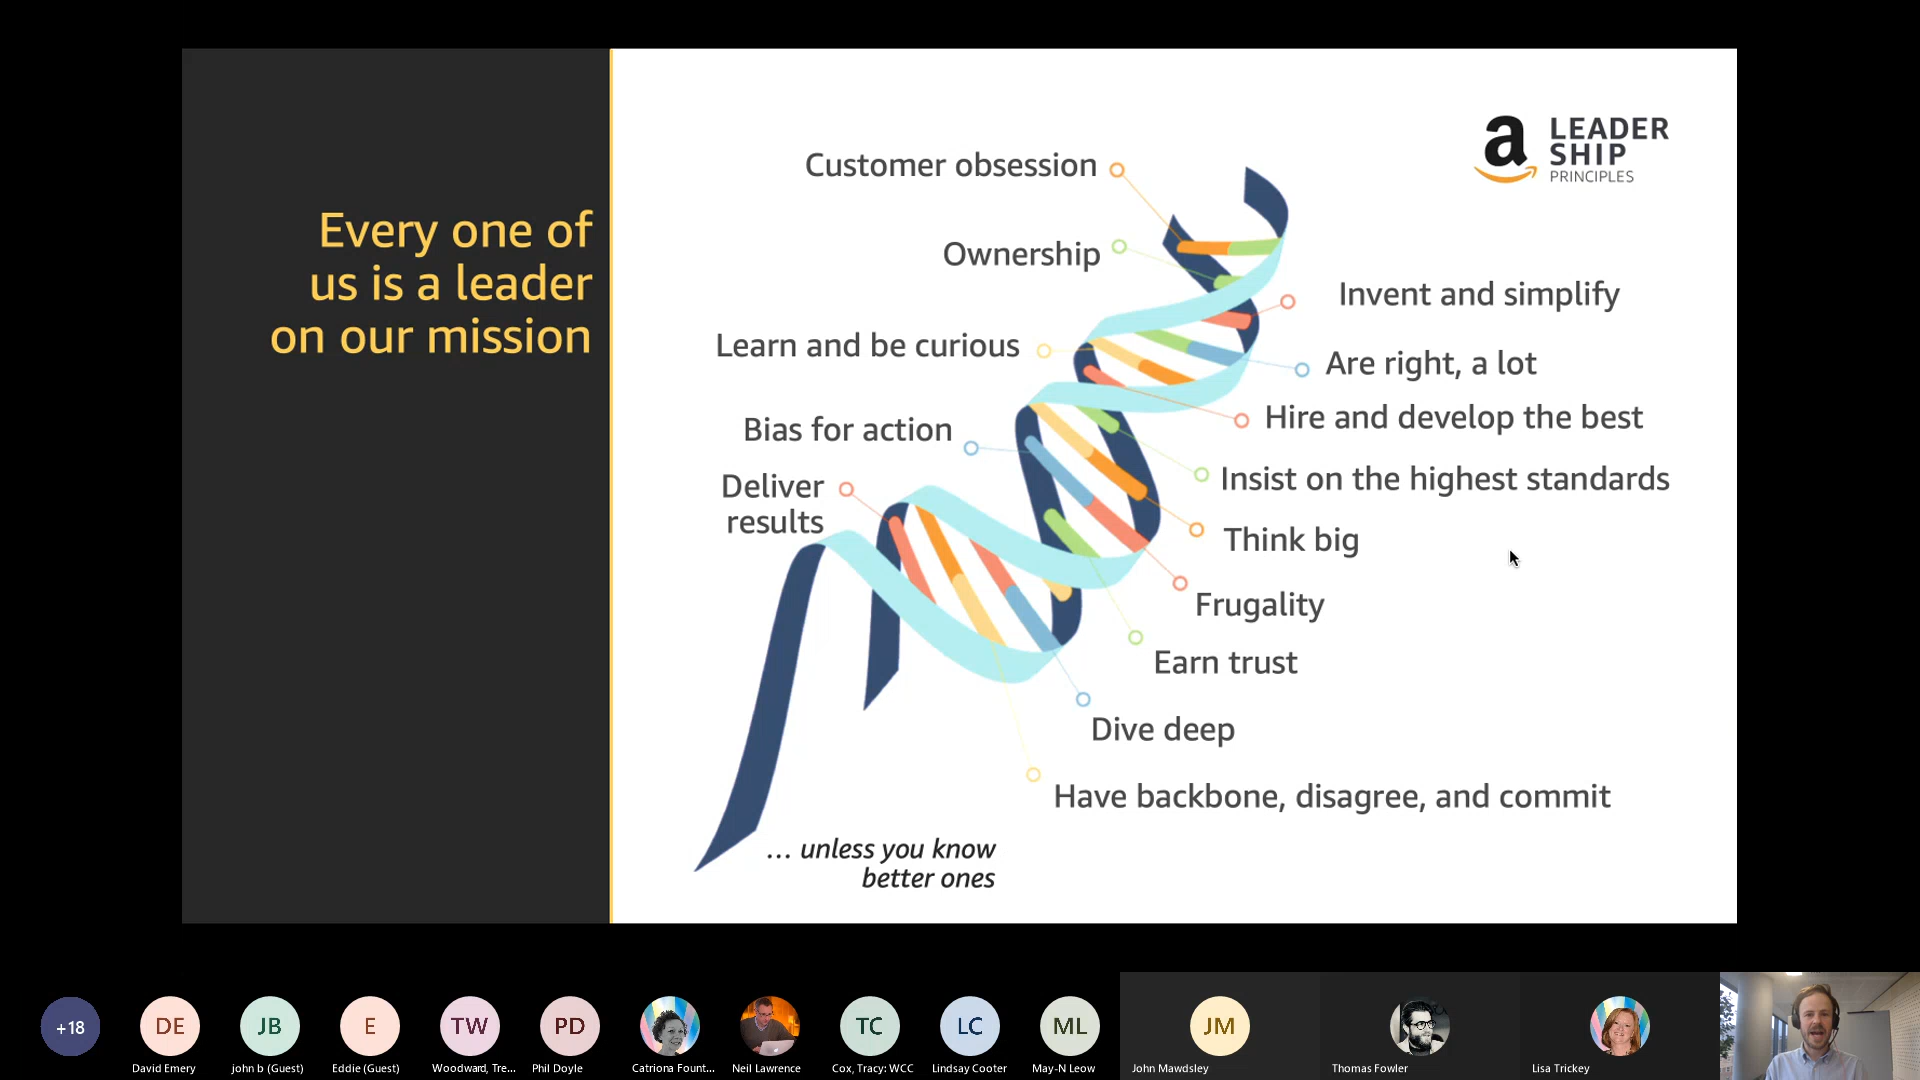 Every one of
us is a leader
on our mission
a
LEADER
SHIP
PRINCIPLES
Customer obsession
Ownership
Invent and simplify
Learn and be curious
Are right, a lot
Hire and develop the best
Bias for action
Insist on the highest standards
Deliver
results
Think big
Frugality
Earn trust
Dive deep
Have backbone, disagree, and commit
... unless you know
better ones
+18
DE
JB
E
TW
PD
TC
LC
ML
JM
David Emery
john b (Guest)
Eddie (Guest)
Woodward, Tre...
Phil Doyle
Catriona Fount...
Neil Lawrence
Cox, Tracy: WCC
Lindsay Cooter
May-N Leow
John Mawdsley
Thomas Fowler
Lisa Trickey